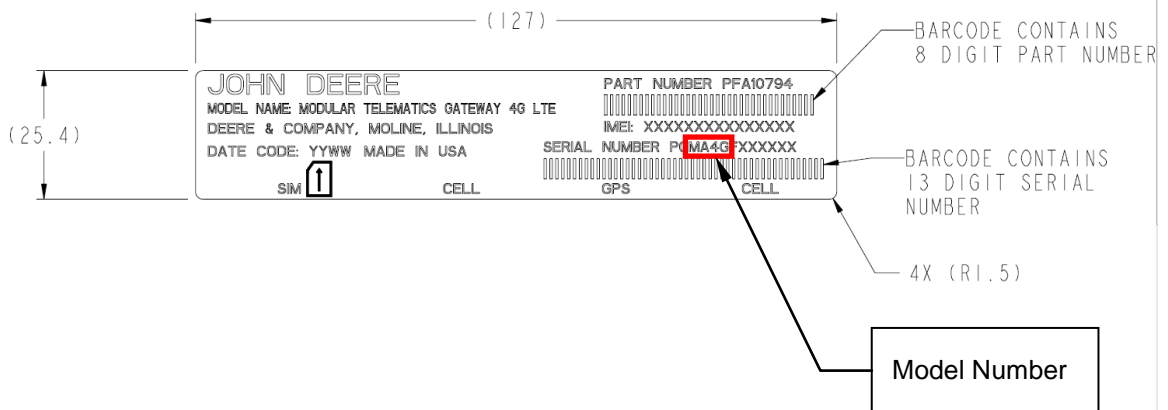 (127)
BARCODE CONTAINS
8 DIGIT PART NUMBER
(25.4)
JOHN DEERE
PART NUMBER PFA10794
MODEL NAME: MODULAR TELEMATICS GATEWAY 4G LTE
DEERE & COMPANY, MOLINE, ILLINOIS
IMEI: XXXXXXXXXXXXXXX
DATE CODE: YYWW MADE IN USA
SERIAL NUMBER PCMA4GFXXXXXX
BARCODE CONTAINS
13 DIGIT SERIAL
NUMBER
SIM
CELL
GPS
CELL
4X (R1.5)
Model Number